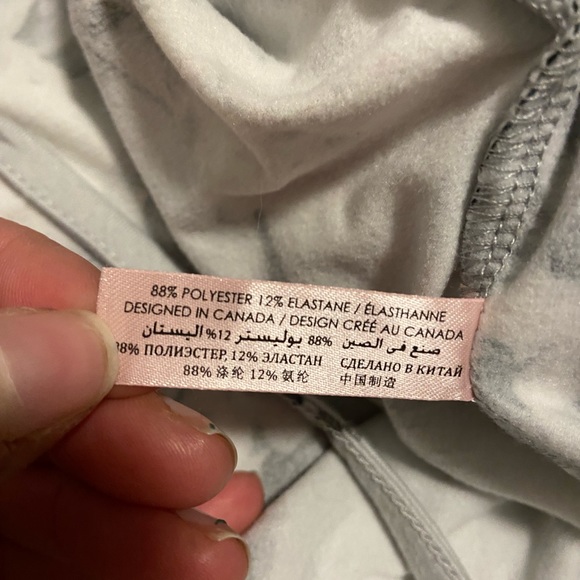 88% POLYESTER 12% ELASTANE / ÉLASTHANNE
DESIGNED IN CANADA / DESIGN CRÉÉ AU CANADA
88% بوليستر 12% اليستان صنع في الصين
88% ПОЛИЭСТЕР, 12% ЭЛАСТАН СДЕЛАНО В КИТАЙ
88% 涤纶 12% 氨纶 中国制造